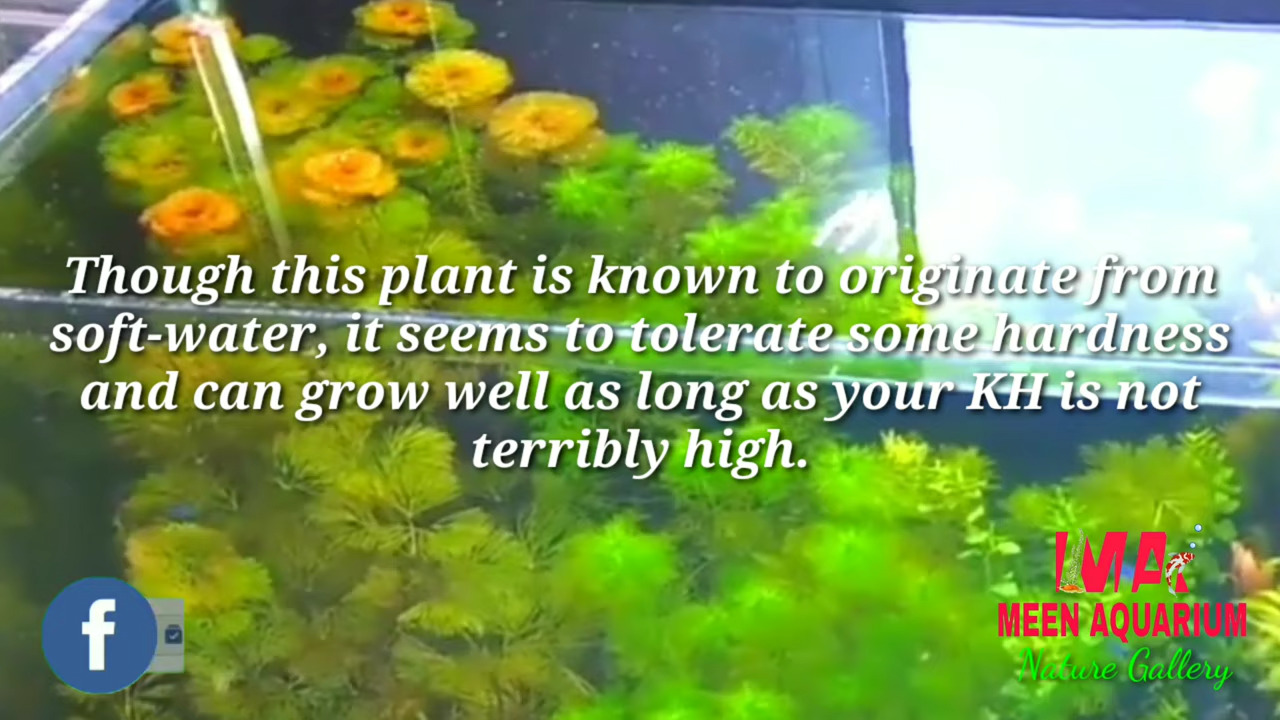 Though this plant is known to originate from
soft-water, it seems to tolerate some hardness
and can grow well as long as your KH is not
terribly high.
f
MA
MEEN AQUARIUM
Nature Gallery